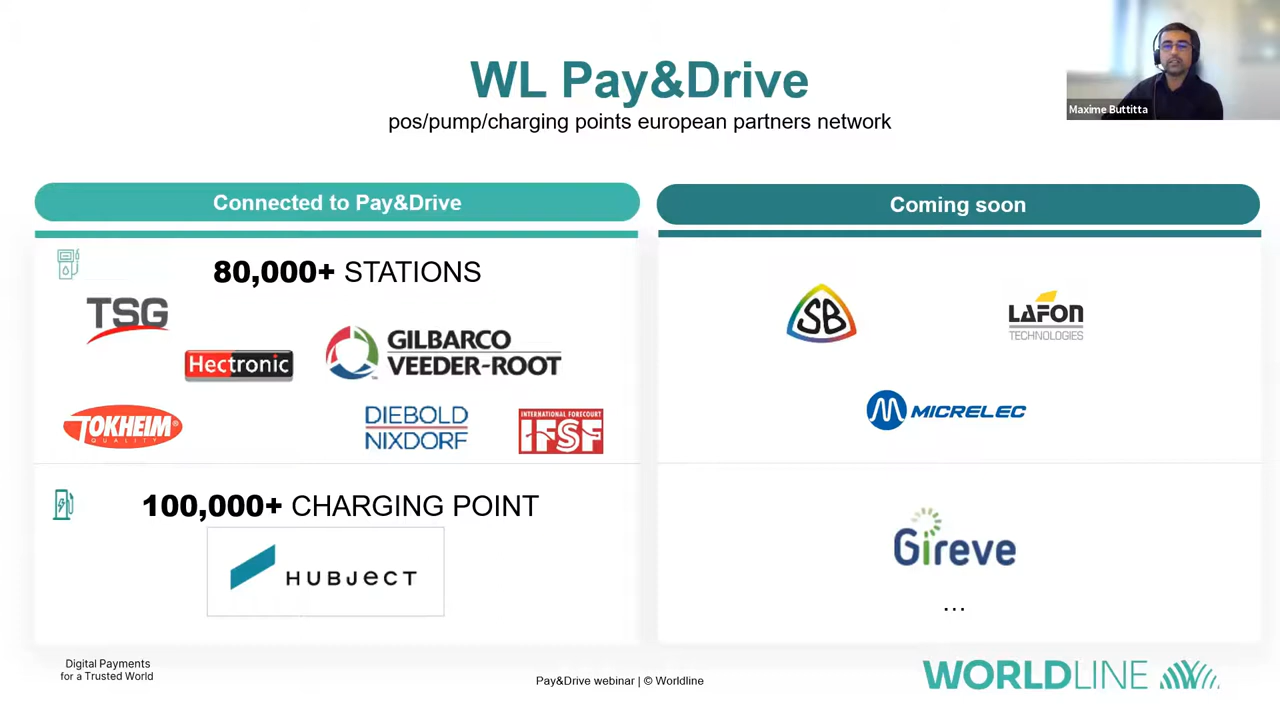 WL Pay&Drive
pos/pump/charging points european partners network
Maxime Buttitta
Connected to Pay&Drive
80,000+ STATIONS
TSG
Hectronic
GILBARCO
VEEDER-ROOT
TOKHEIM
QUALITY
DIEBOLD
NIXDORF
INTERNATIONAL FORECOURT
IFSF
100,000+ CHARGING POINT
HUBJECT
Coming soon
SB
LAFON
TECHNOLOGIES
MICRELEC
Gireve
...
Digital Payments
for a Trusted World
Pay&Drive webinar | © Worldline
WORLDLINE